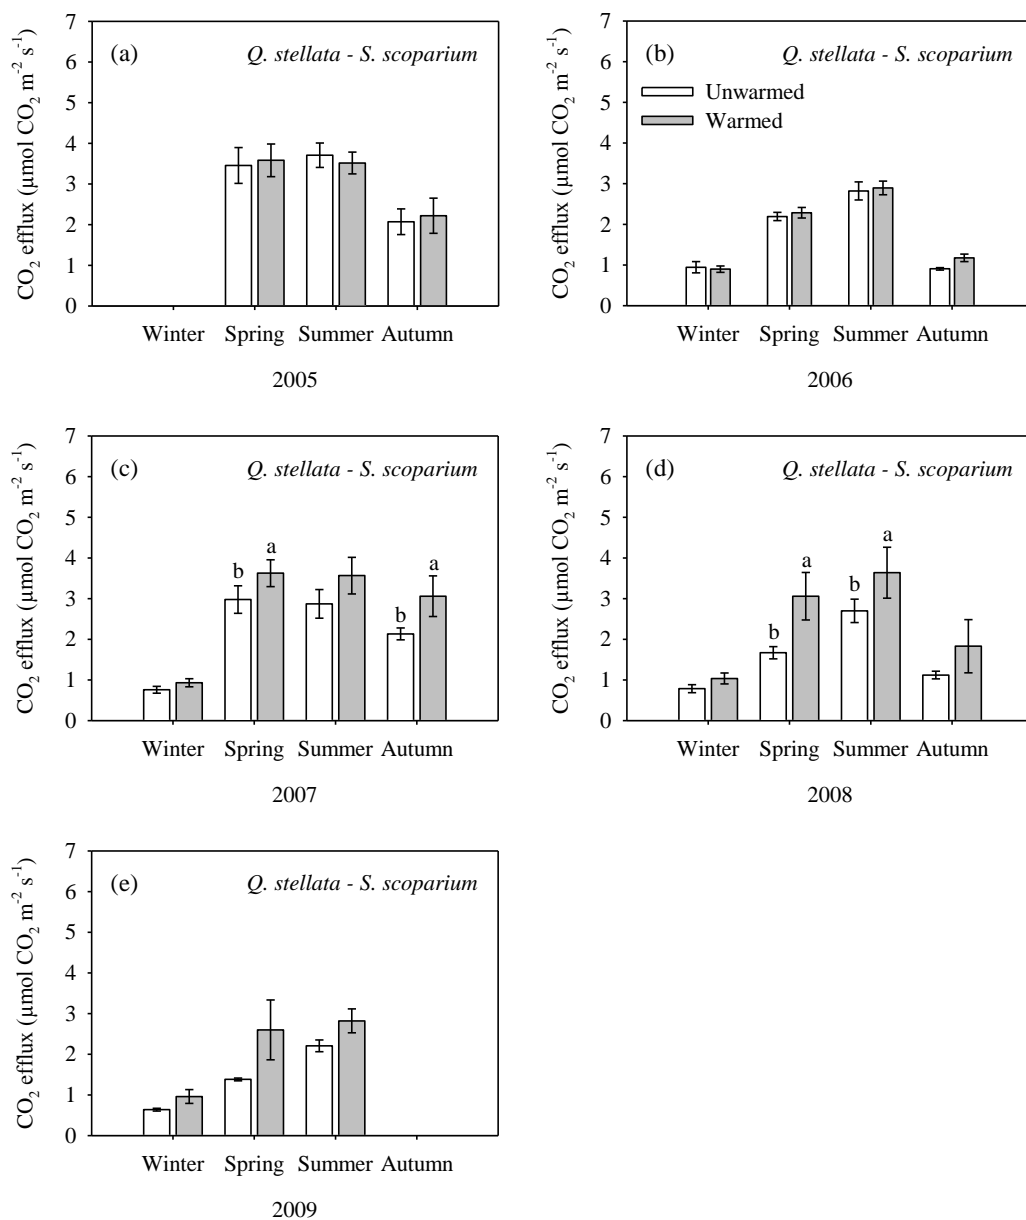 (a) Q. stellata - S. scoparium
CO₂ efflux (µmol CO₂ m⁻² s⁻¹)
7
6
5
4
3
2
1
0
Winter Spring Summer Autumn
2005
(b) Q. stellata - S. scoparium
Unwarmed
Warmed
CO₂ efflux (µmol CO₂ m⁻² s⁻¹)
7
6
5
4
3
2
1
0
Winter Spring Summer Autumn
2006
(c) Q. stellata - S. scoparium
CO₂ efflux (µmol CO₂ m⁻² s⁻¹)
7
6
5
4
3
2
1
0
b a
b a
Winter Spring Summer Autumn
2007
(d) Q. stellata - S. scoparium
CO₂ efflux (µmol CO₂ m⁻² s⁻¹)
7
6
5
4
3
2
1
0
b a
b a
Winter Spring Summer Autumn
2008
(e) Q. stellata - S. scoparium
CO₂ efflux (µmol CO₂ m⁻² s⁻¹)
7
6
5
4
3
2
1
0
Winter Spring Summer Autumn
2009